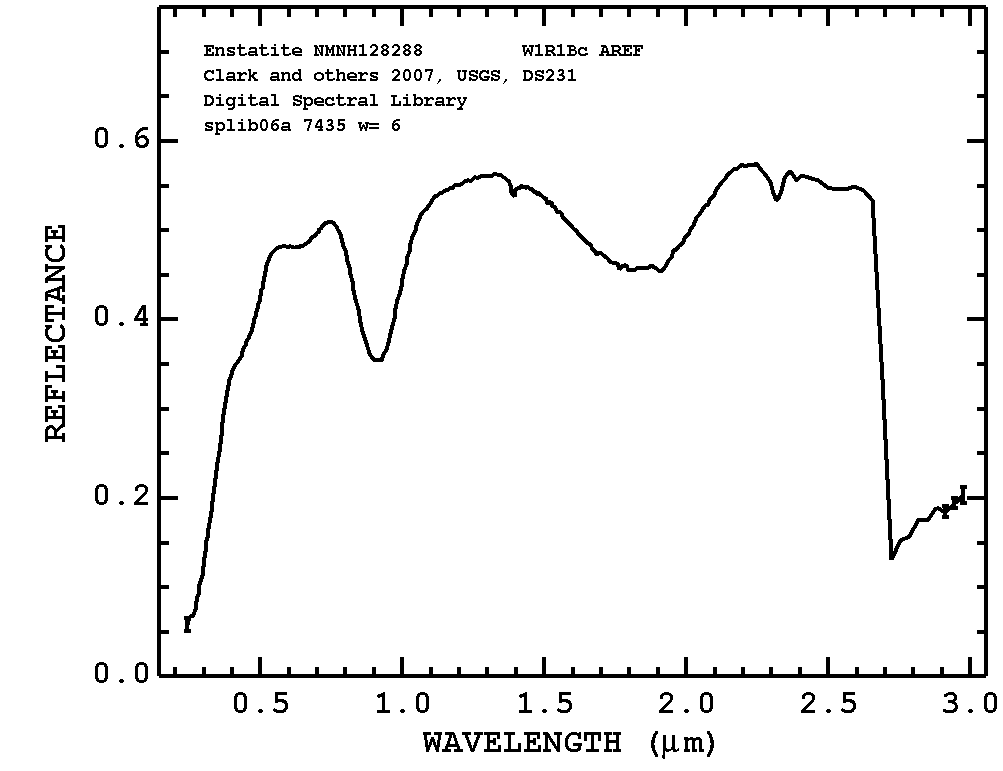 Enstatite NMNH128288 W1R1Bc AREF
Clark and others 2007, USGS, DS231
Digital Spectral Library
splib06a 7435 w= 6
0.6
0.4
0.2
0.0
REFLECTANCE
0.5 1.0 1.5 2.0 2.5 3.0
WAVELENGTH (μm)